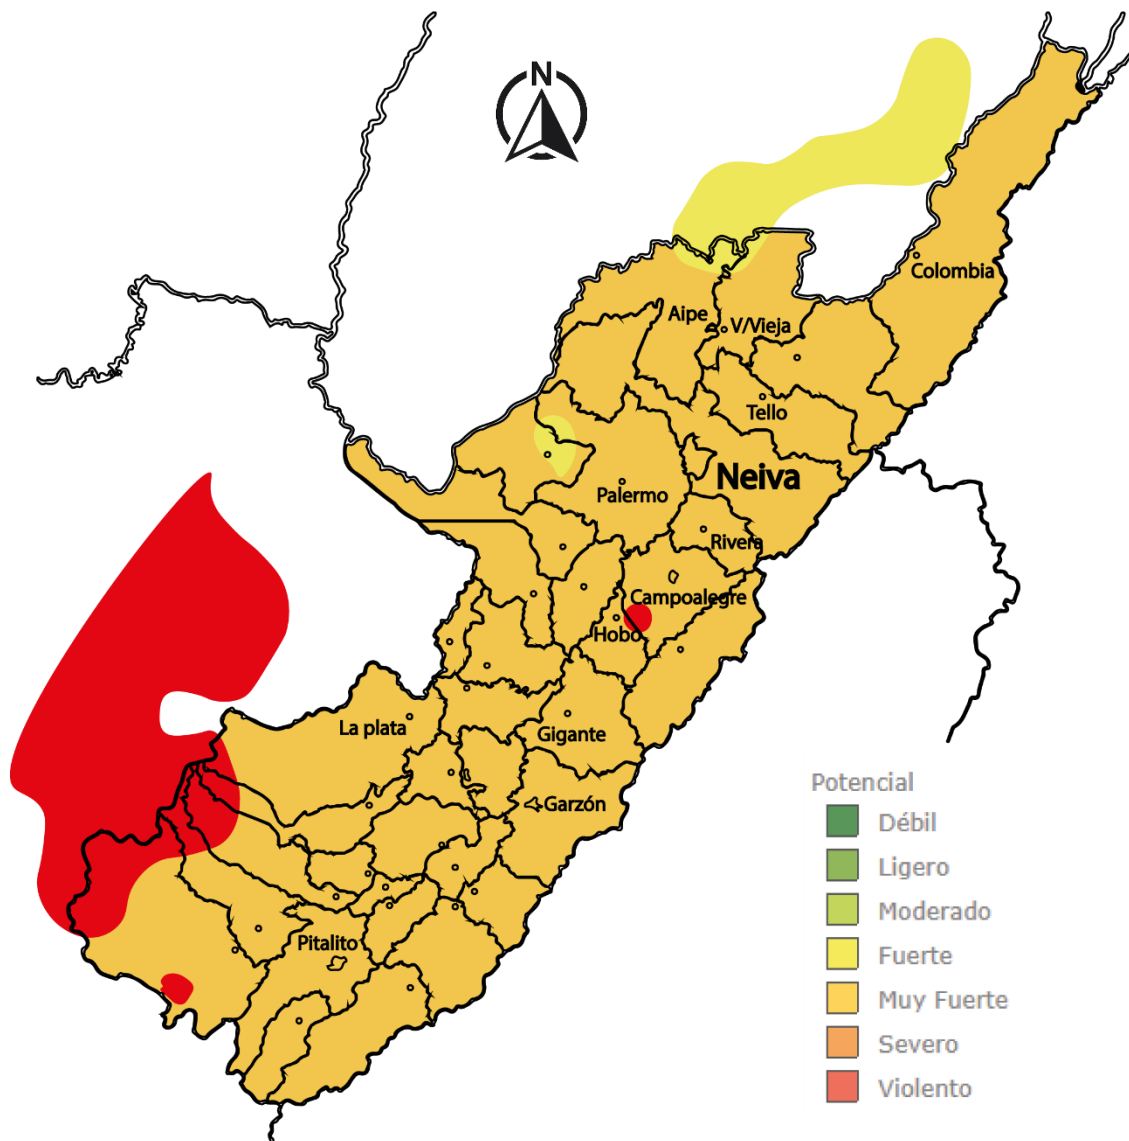 N
Colombia
Aipe
V/Vieja
Tello
Neiva
Palermo
Rivera
Campoalegre
Hobo
La plata
Gigante
Garzón
Pitalito
Potencial
Débil
Ligero
Moderado
Fuerte
Muy Fuerte
Severo
Violento